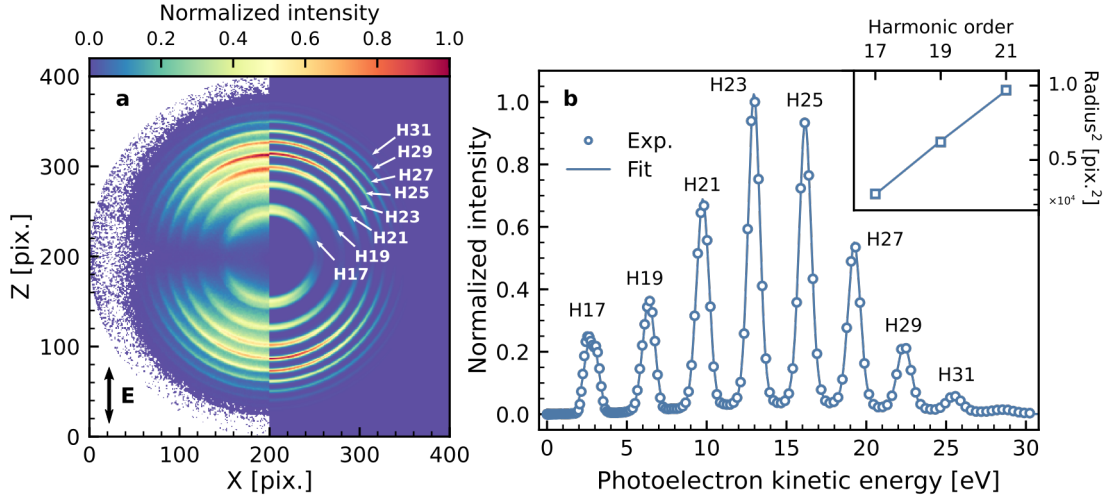 Normalized intensity
0.0 0.2 0.4 0.6 0.8 1.0
a
400
300
200
100
0
Z [pix.]
H31
H29
H27
H25
H23
H21
H19
H17
E
0 100 200 300 400
X [pix.]
b
Exp.
Fit
Normalized intensity
1.0
0.8
0.6
0.4
0.2
0.0
H17
H19
H21
H23
H25
H27
H29
H31
0 5 10 15 20 25 30
Photoelectron kinetic energy [eV]
Harmonic order
17 19 21
1.0
0.5
×10⁴
Radius² [pix.²]